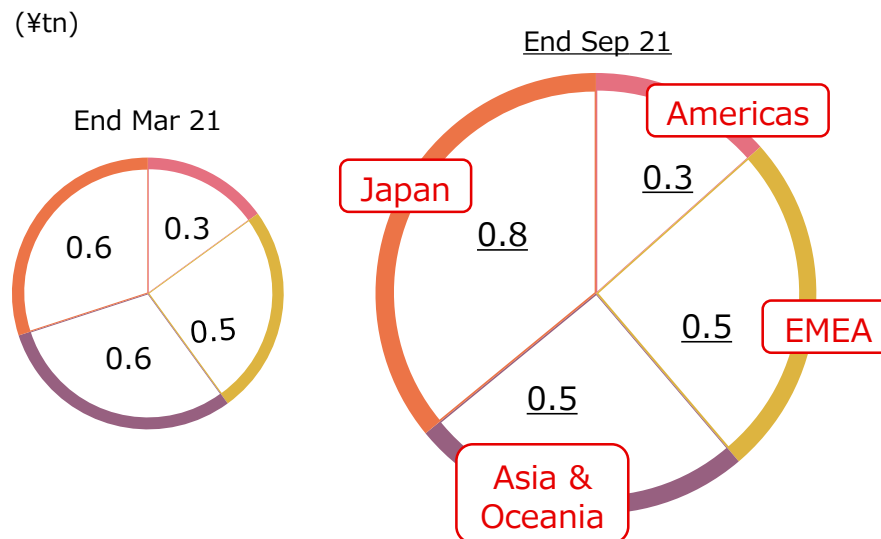 (¥tn)
End Mar 21
0.3
0.5
0.6
0.6
End Sep 21
Americas
0.3
EMEA
0.5
Asia &
Oceania
0.5
Japan
0.8